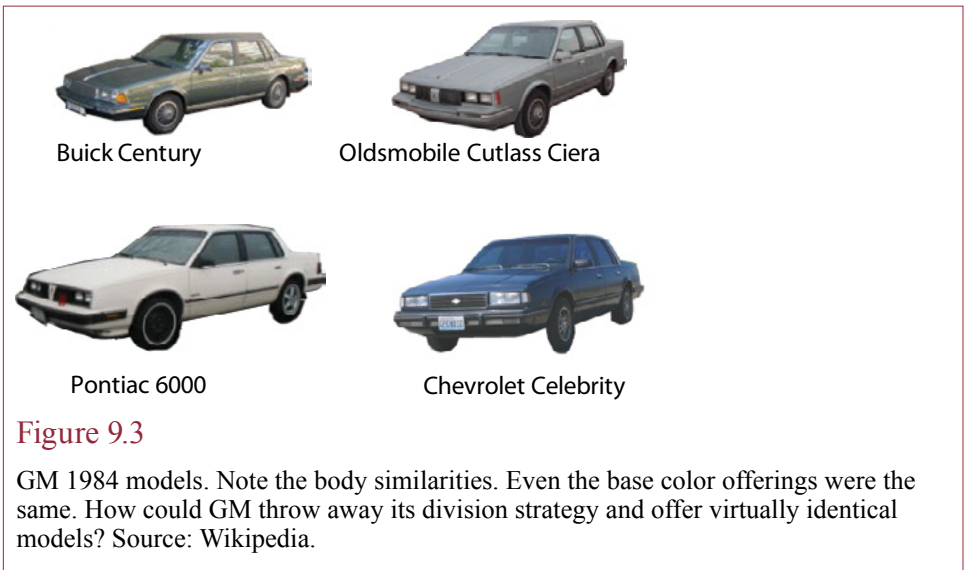 Buick Century
Oldsmobile Cutlass Ciera
Pontiac 6000
Chevrolet Celebrity
Figure 9.3
GM 1984 models. Note the body similarities. Even the base color offerings were the
same. How could GM throw away its division strategy and offer virtually identical
models? Source: Wikipedia.